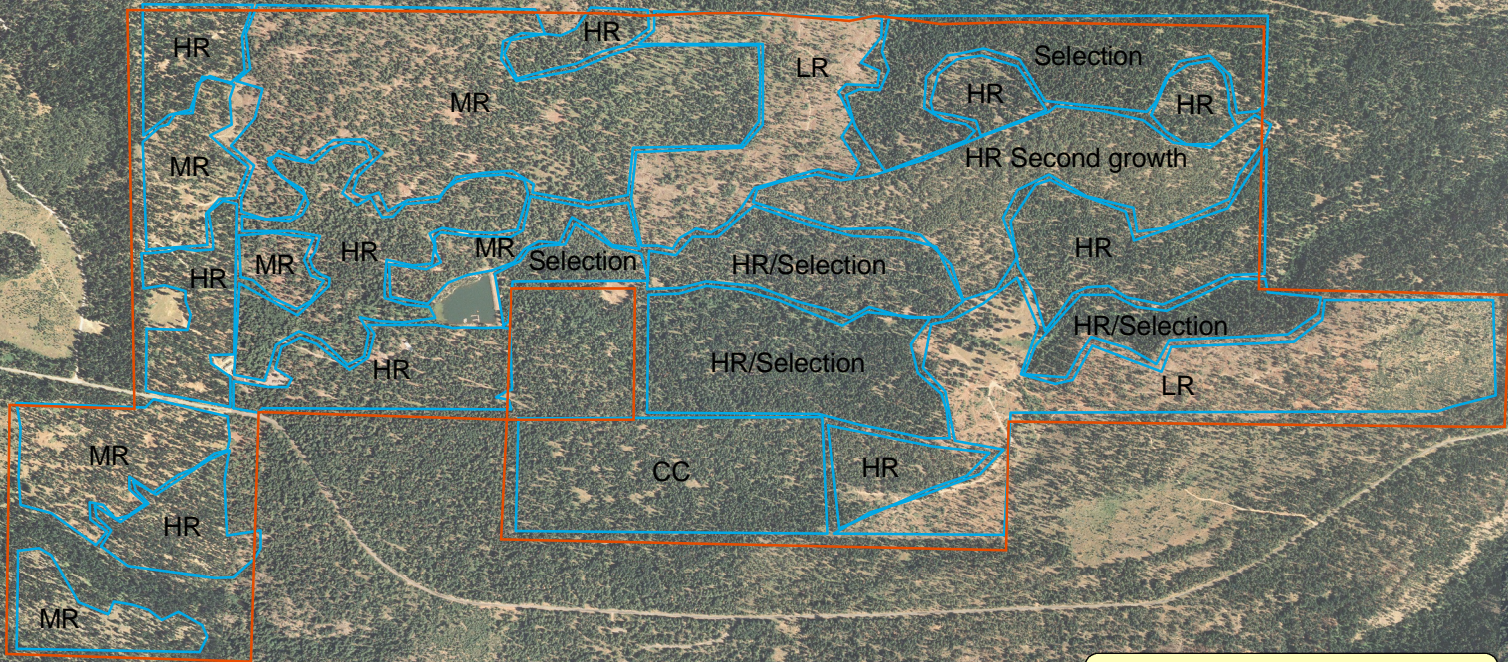 HR
HR
MR
LR
Selection
HR
HR
MR
HR Second growth
HR
MR
HR
MR
Selection
HR/Selection
HR
HR/Selection
HR/Selection
HR
LR
MR
CC
HR
HR
MR